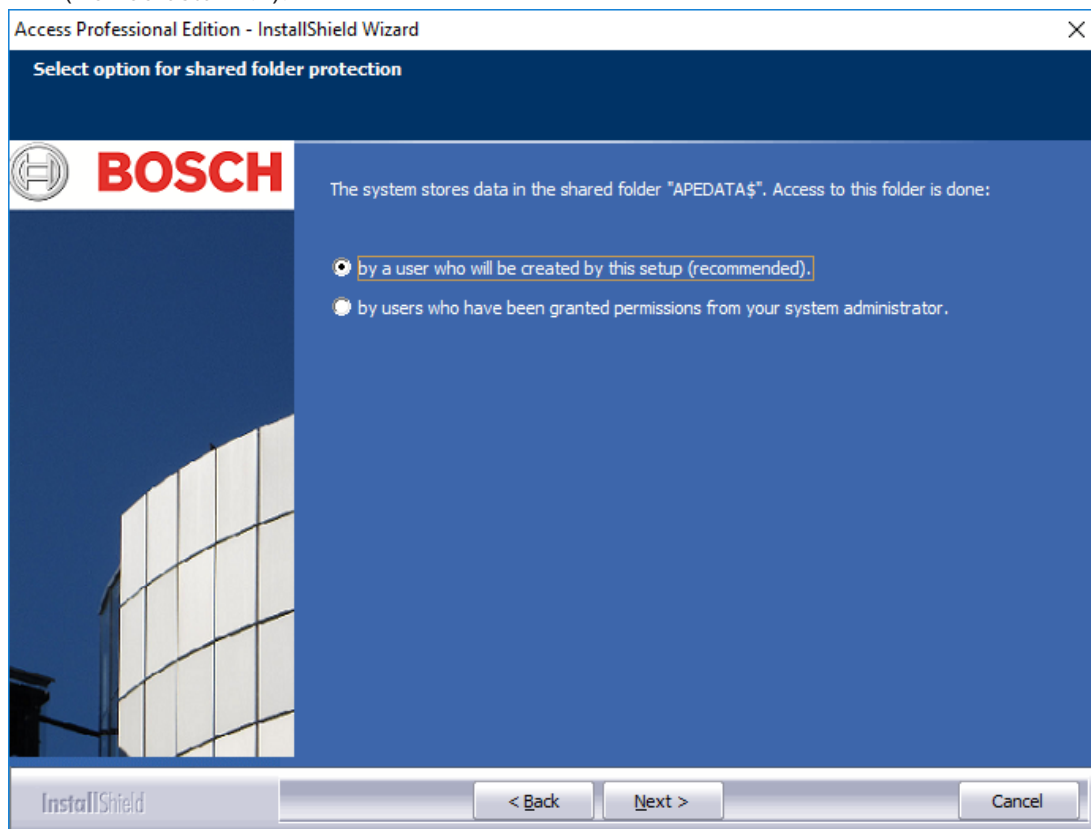 Access Professional Edition - InstallShield Wizard
Select option for shared folder protection
BOSCH
The system stores data in the shared folder "APEDATA$". Access to this folder is done:
by a user who will be created by this setup (recommended).
by users who have been granted permissions from your system administrator.
InstallShield
< Back
Next >
Cancel